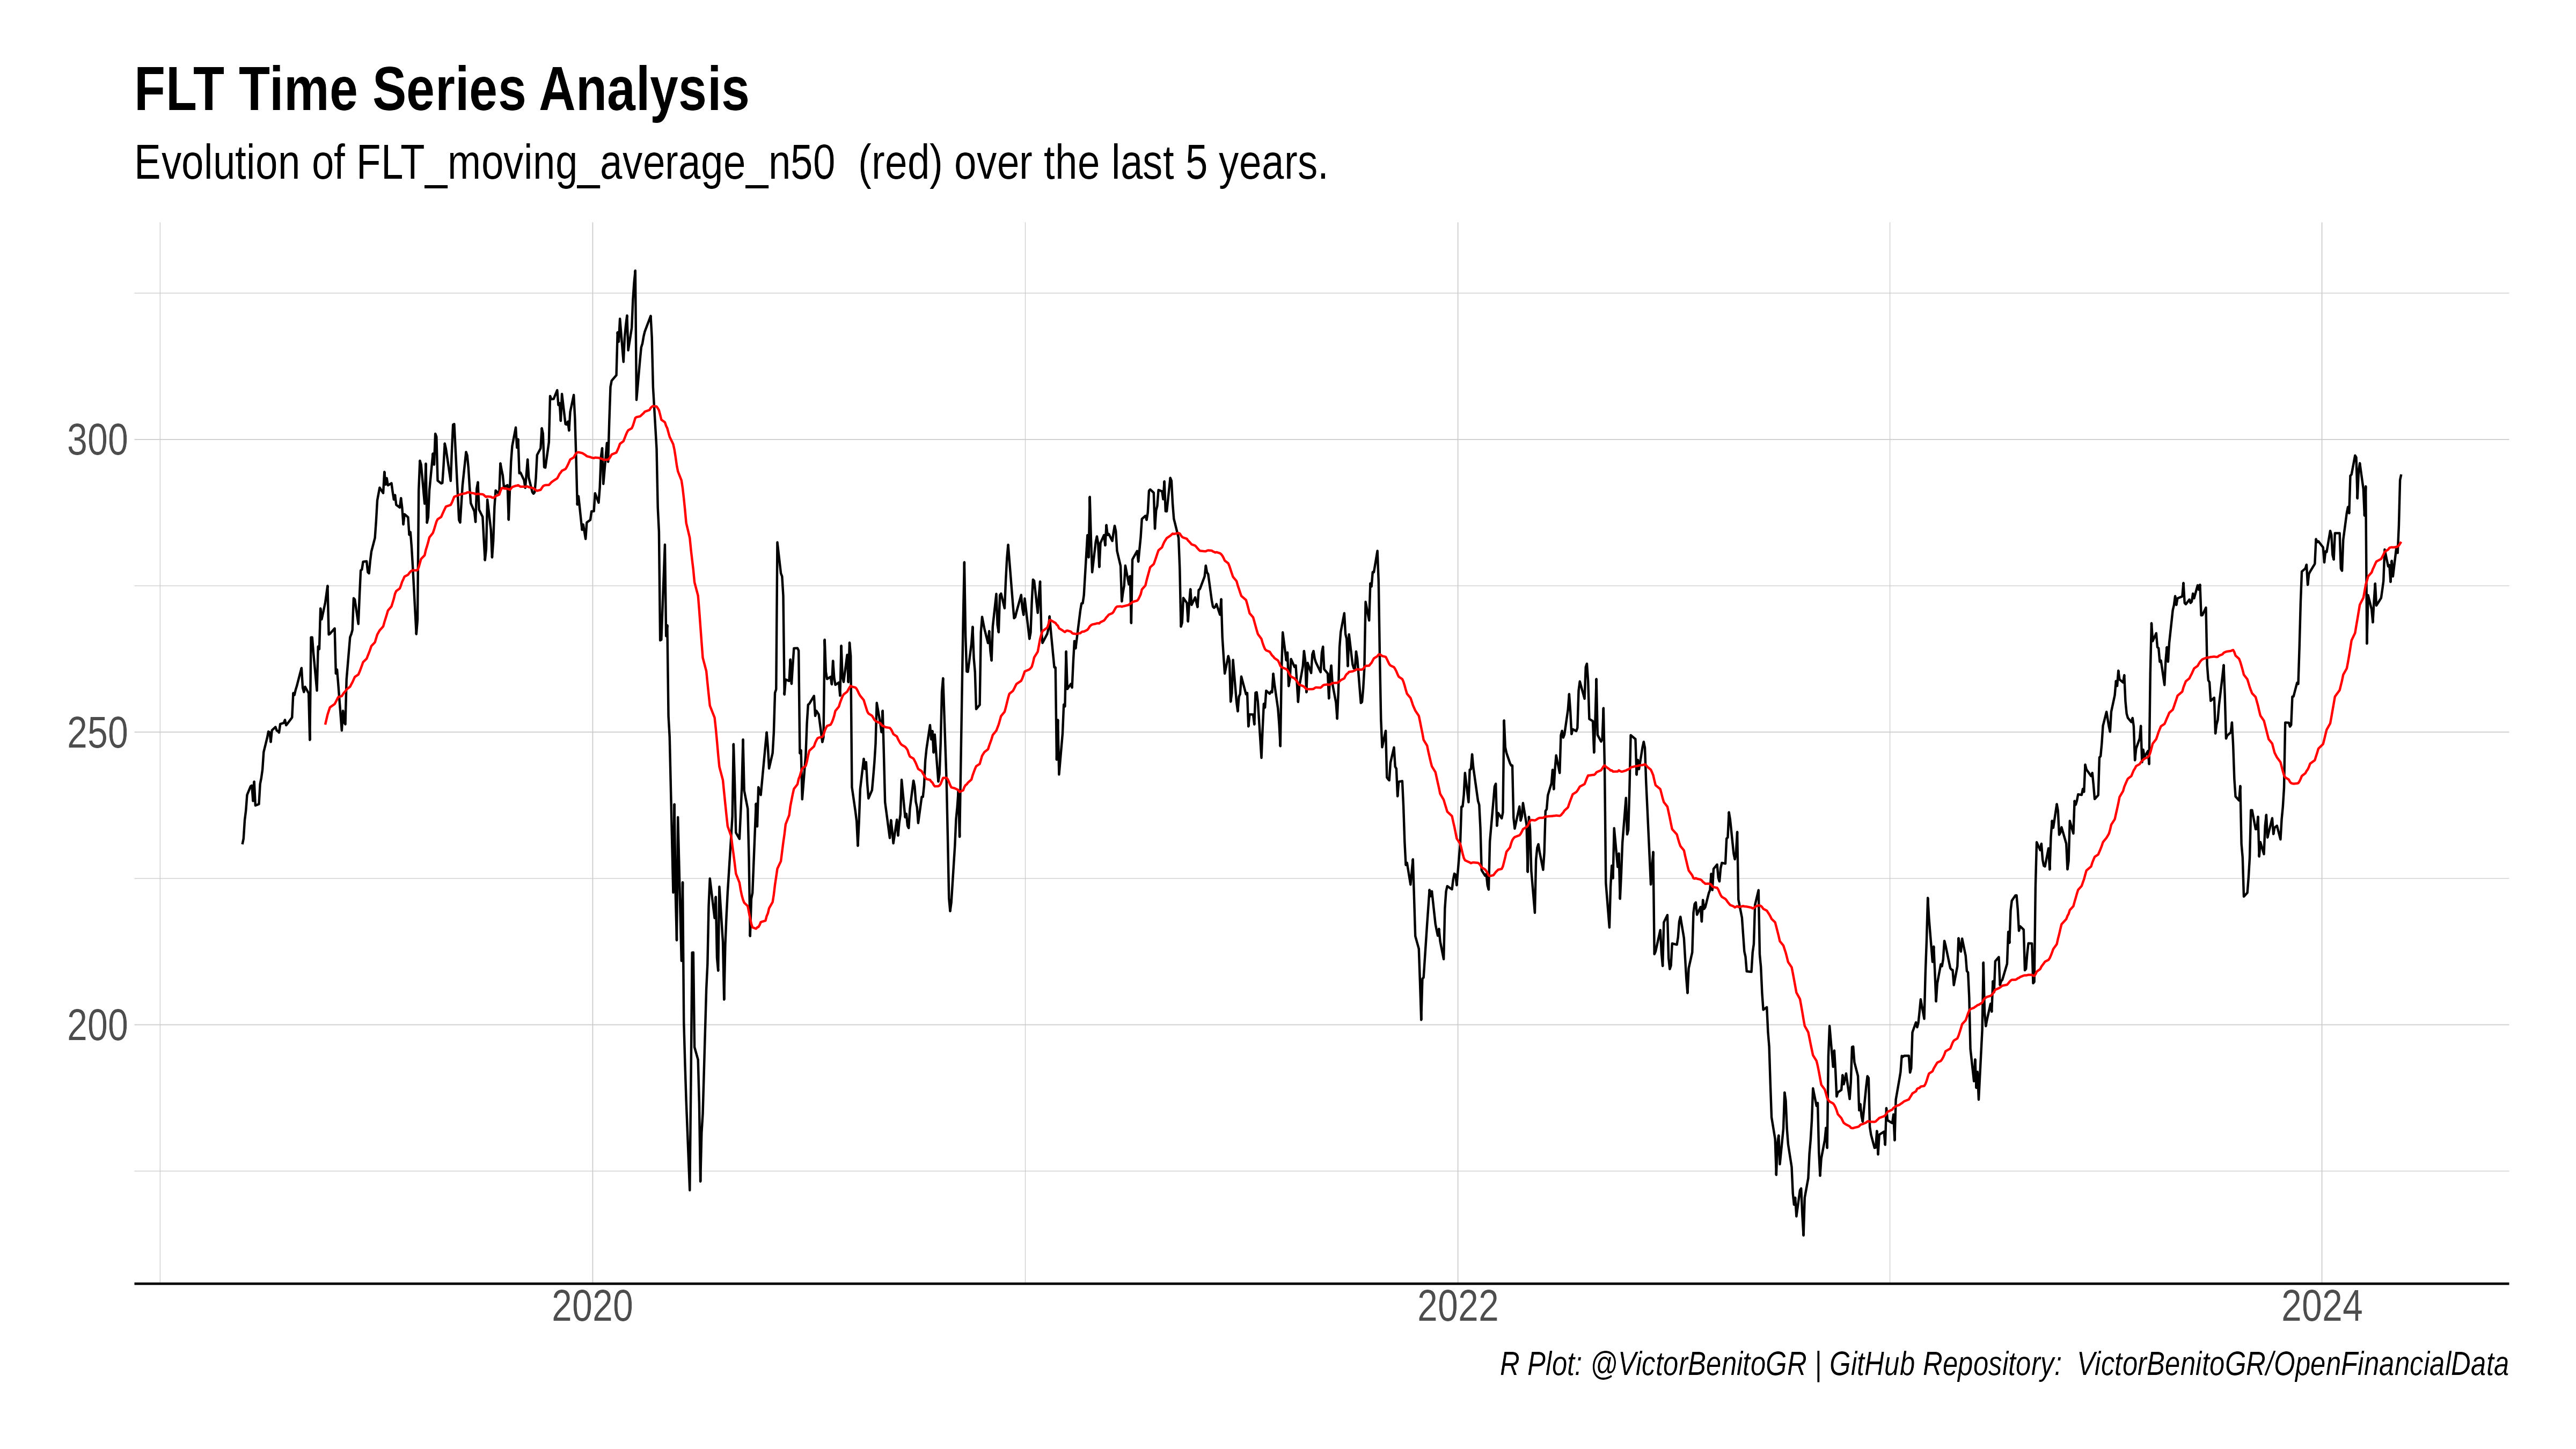 FLT Time Series Analysis
Evolution of FLT_moving_average_n50  (red) over the last 5 years.
300
250
200
2020 2022 2024
R Plot: @VictorBenitoGR | GitHub Repository:  VictorBenitoGR/OpenFinancialData